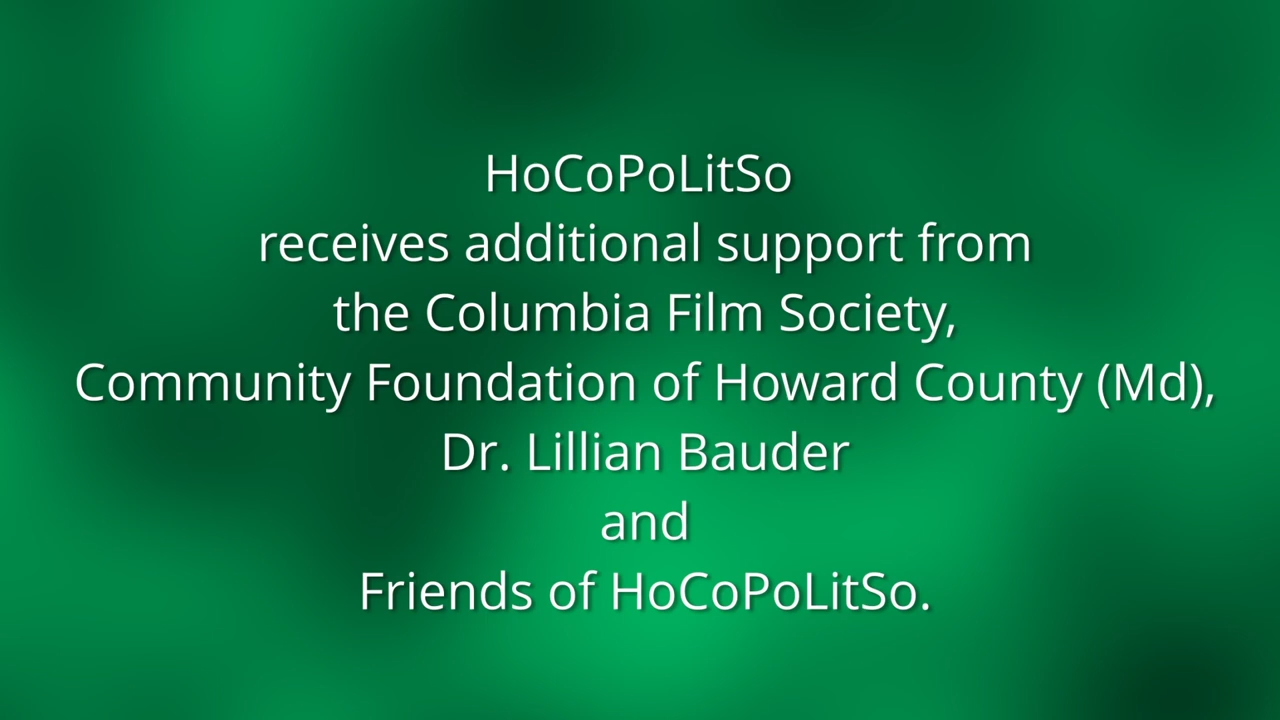 HoCoPoLitSo
receives additional support from
the Columbia Film Society,
Community Foundation of Howard County (Md),
Dr. Lillian Bauder
and
Friends of HoCoPoLitSo.